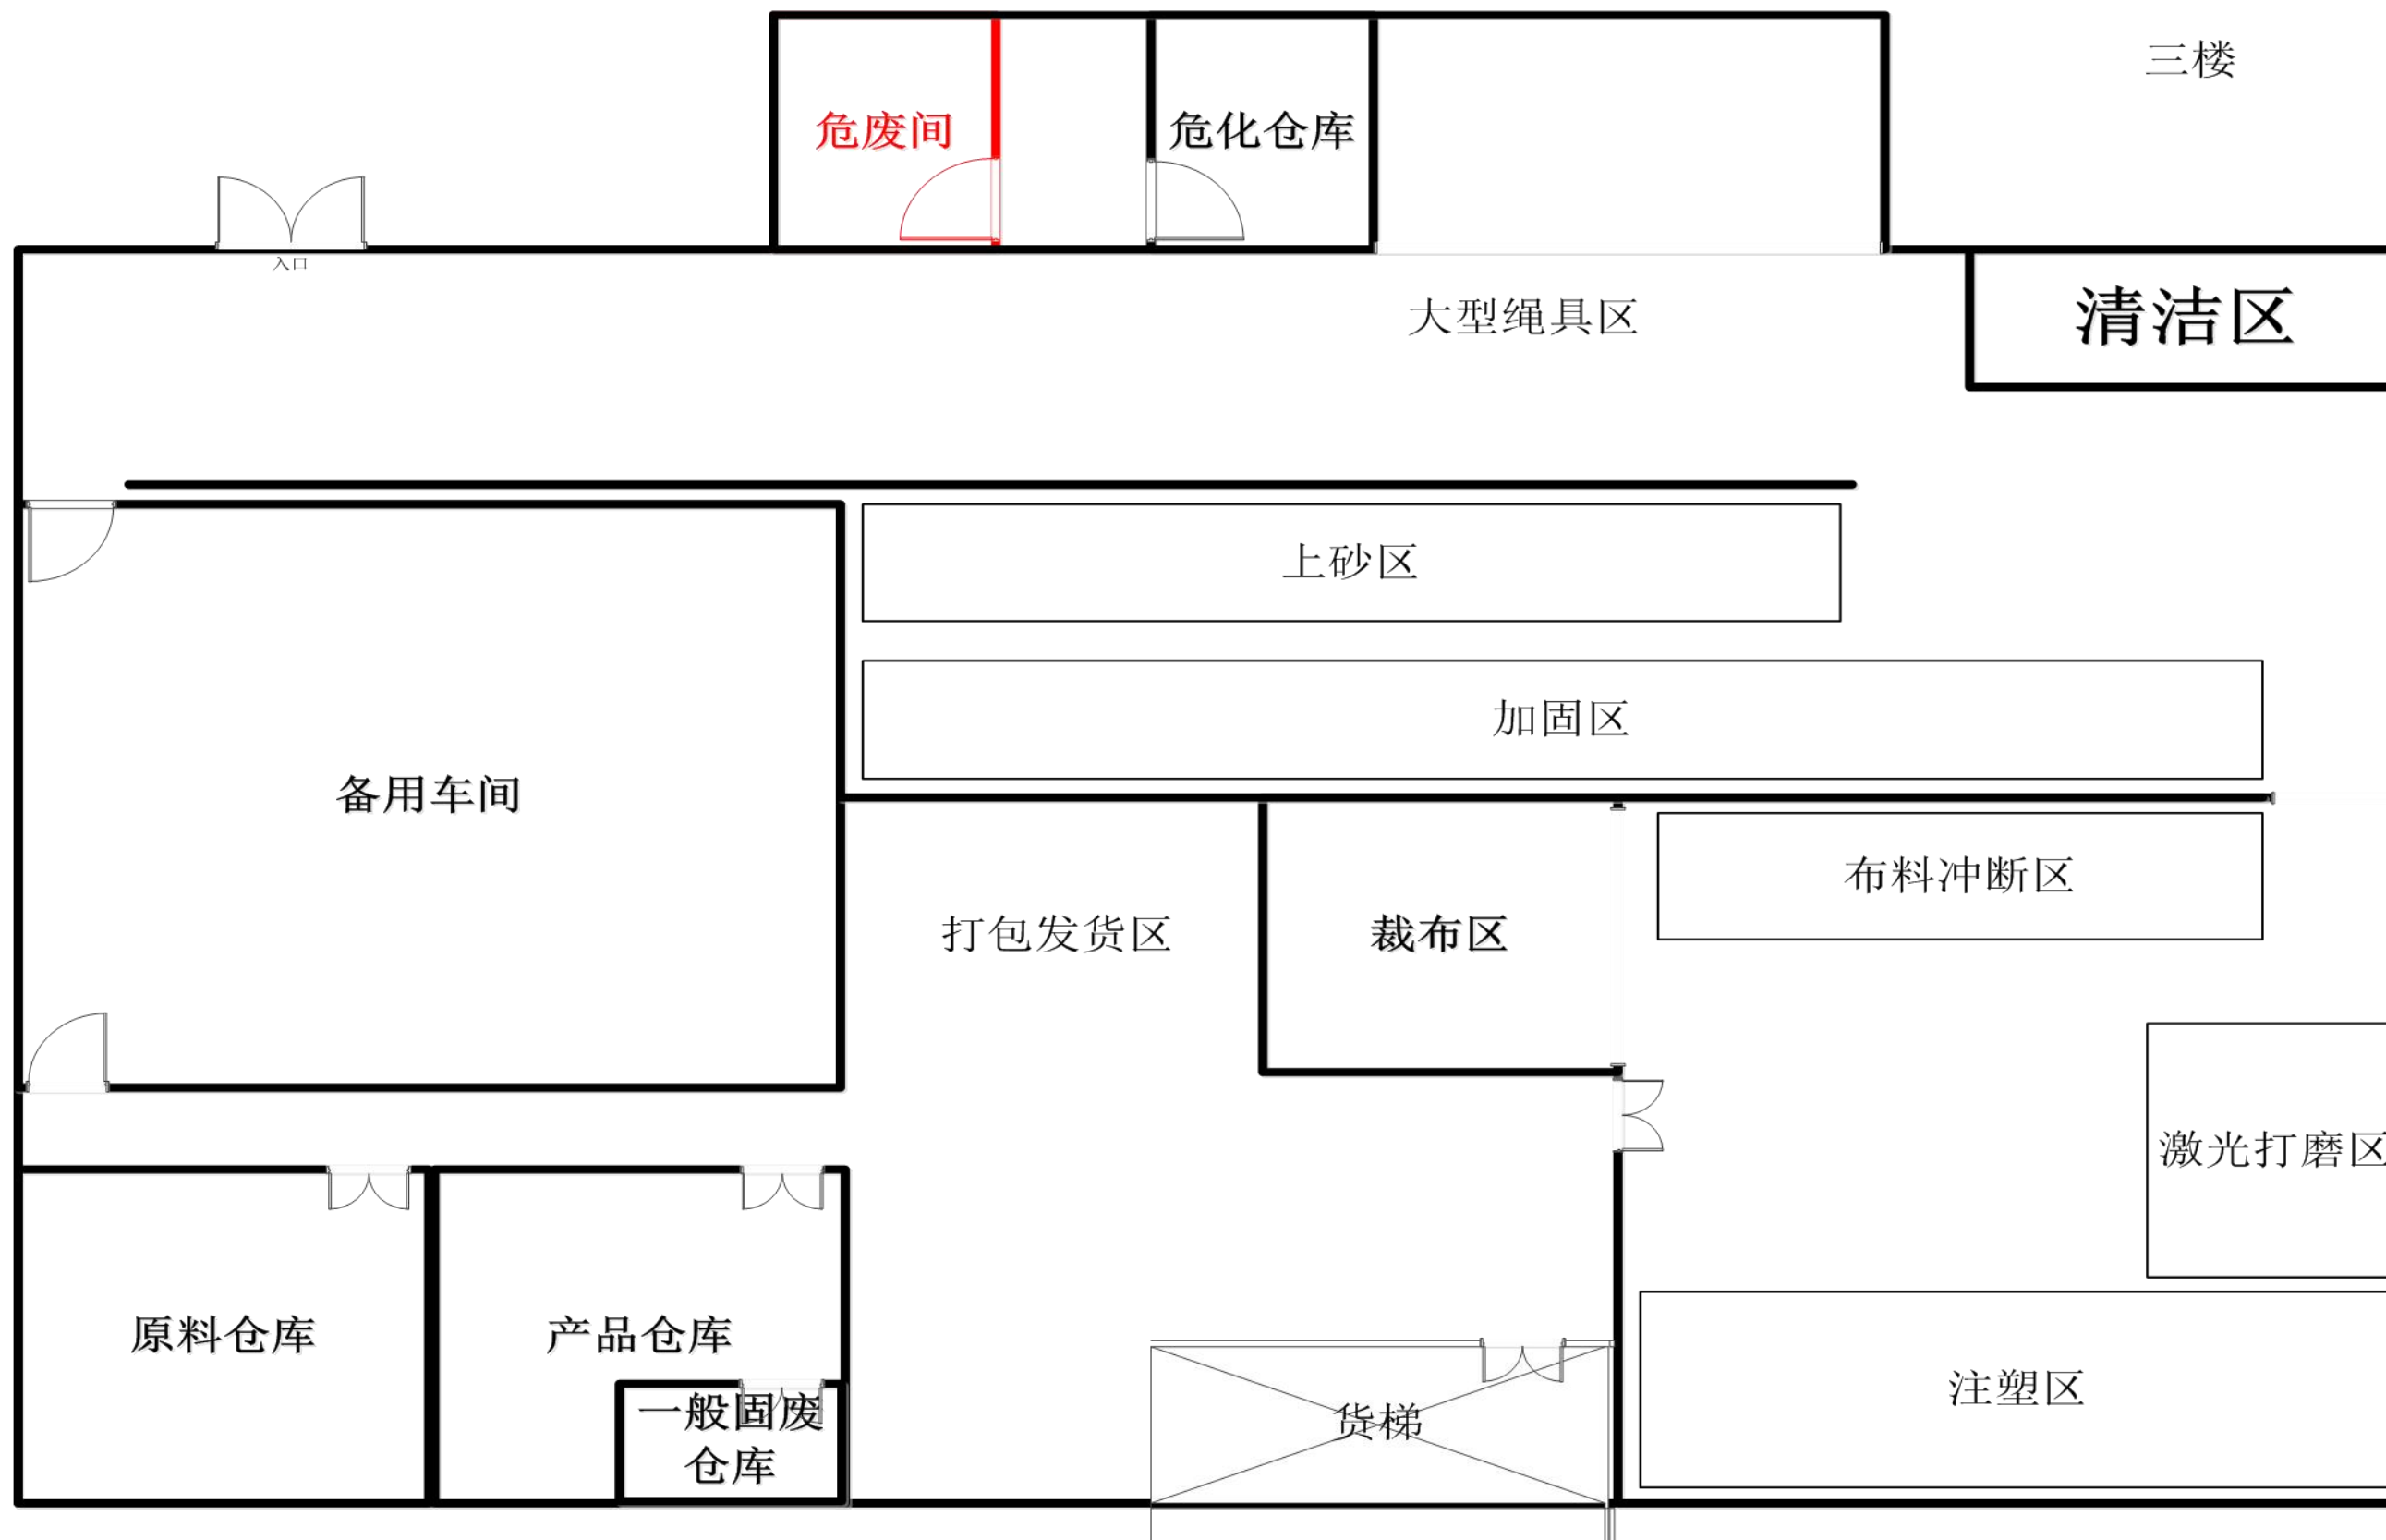 三楼
危废间
危化仓库
入口
大型绳具区
清洁区
上砂区
加固区
备用车间
布料冲断区
打包发货区
裁布区
激光打磨区
原料仓库
产品仓库
一般固废
仓库
货梯
注塑区